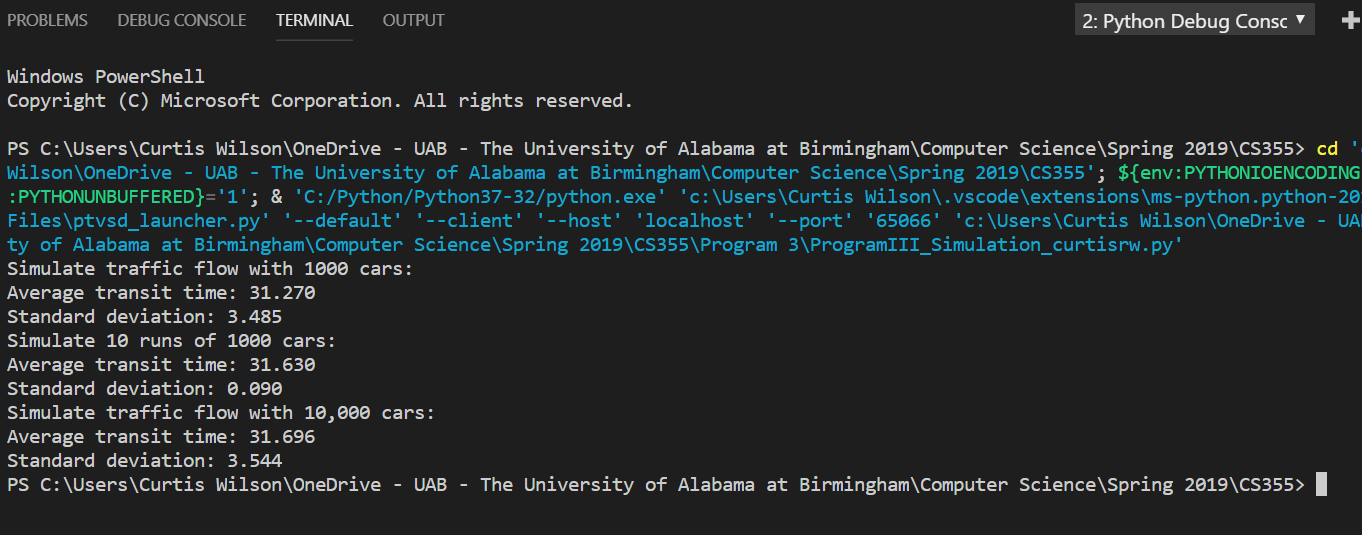 PROBLEMS DEBUG CONSOLE TERMINAL OUTPUT 2: Python Debug Consc
Windows PowerShell
Copyright (C) Microsoft Corporation. All rights reserved.
PS C:\Users\Curtis Wilson\OneDrive - UAB - The University of Alabama at Birmingham\Computer Science\Spring 2019\CS355> cd '
Wilson\OneDrive - UAB - The University of Alabama at Birmingham\Computer Science\Spring 2019\CS355'; ${env:PYTHONIOENCODING
:PYTHONUNBUFFERED}='1'; & 'C:/Python/Python37-32/python.exe' 'c:\Users\Curtis Wilson\.vscode\extensions\ms-python.python-20
Files\ptvsd_launcher.py' '--default' '--client' '--host' 'localhost' '--port' '65066' 'c:\Users\Curtis Wilson\OneDrive - UA
ty of Alabama at Birmingham\Computer Science\Spring 2019\CS355\Program 3\ProgramIII_Simulation_curtisrw.py'
Simulate traffic flow with 1000 cars:
Average transit time: 31.270
Standard deviation: 3.485
Simulate 10 runs of 1000 cars:
Average transit time: 31.630
Standard deviation: 0.090
Simulate traffic flow with 10,000 cars:
Average transit time: 31.696
Standard deviation: 3.544
PS C:\Users\Curtis Wilson\OneDrive - UAB - The University of Alabama at Birmingham\Computer Science\Spring 2019\CS355>